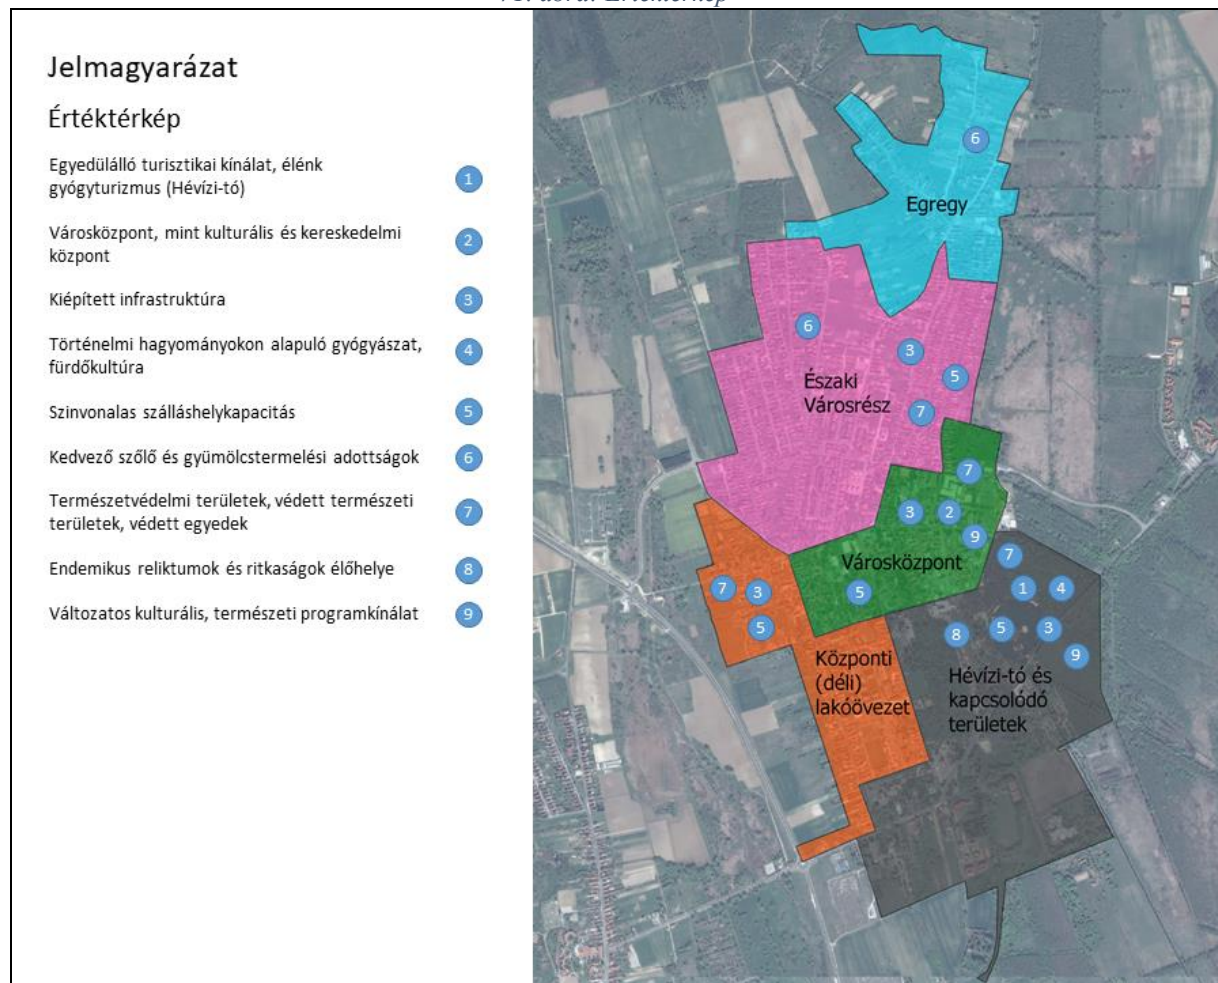 Értéktérkép
Jelmagyarázat
Értéktérkép
Egyedülálló turisztikai kínálat, élénk
gyógyturizmus (Hévízi-tó)
1
Városközpont, mint kulturális és kereskedelmi
központ
2
Kiépített infrastruktúra
3
Történelmi hagyományokon alapuló gyógyászat,
fürdőkultúra
4
Szinvonalas szálláshelykapacitás
5
Kedvező szőlő és gyümölcstermelési adottságok
6
Természetvédelmi területek, védett természeti
területek, védett egyedek
7
Endemikus reliktumok és ritkaságok élőhelye
8
Változatos kulturális, természeti programkínálat
9
6
Egregy
6
3
5
Északi
Városrész
7
7
3
2
9
Városközpont
5
7
3
5
Központi
(déli)
lakóövezet
7
1
4
8
5
3
9
Hévízi-tó és
kapcsolódó
területek